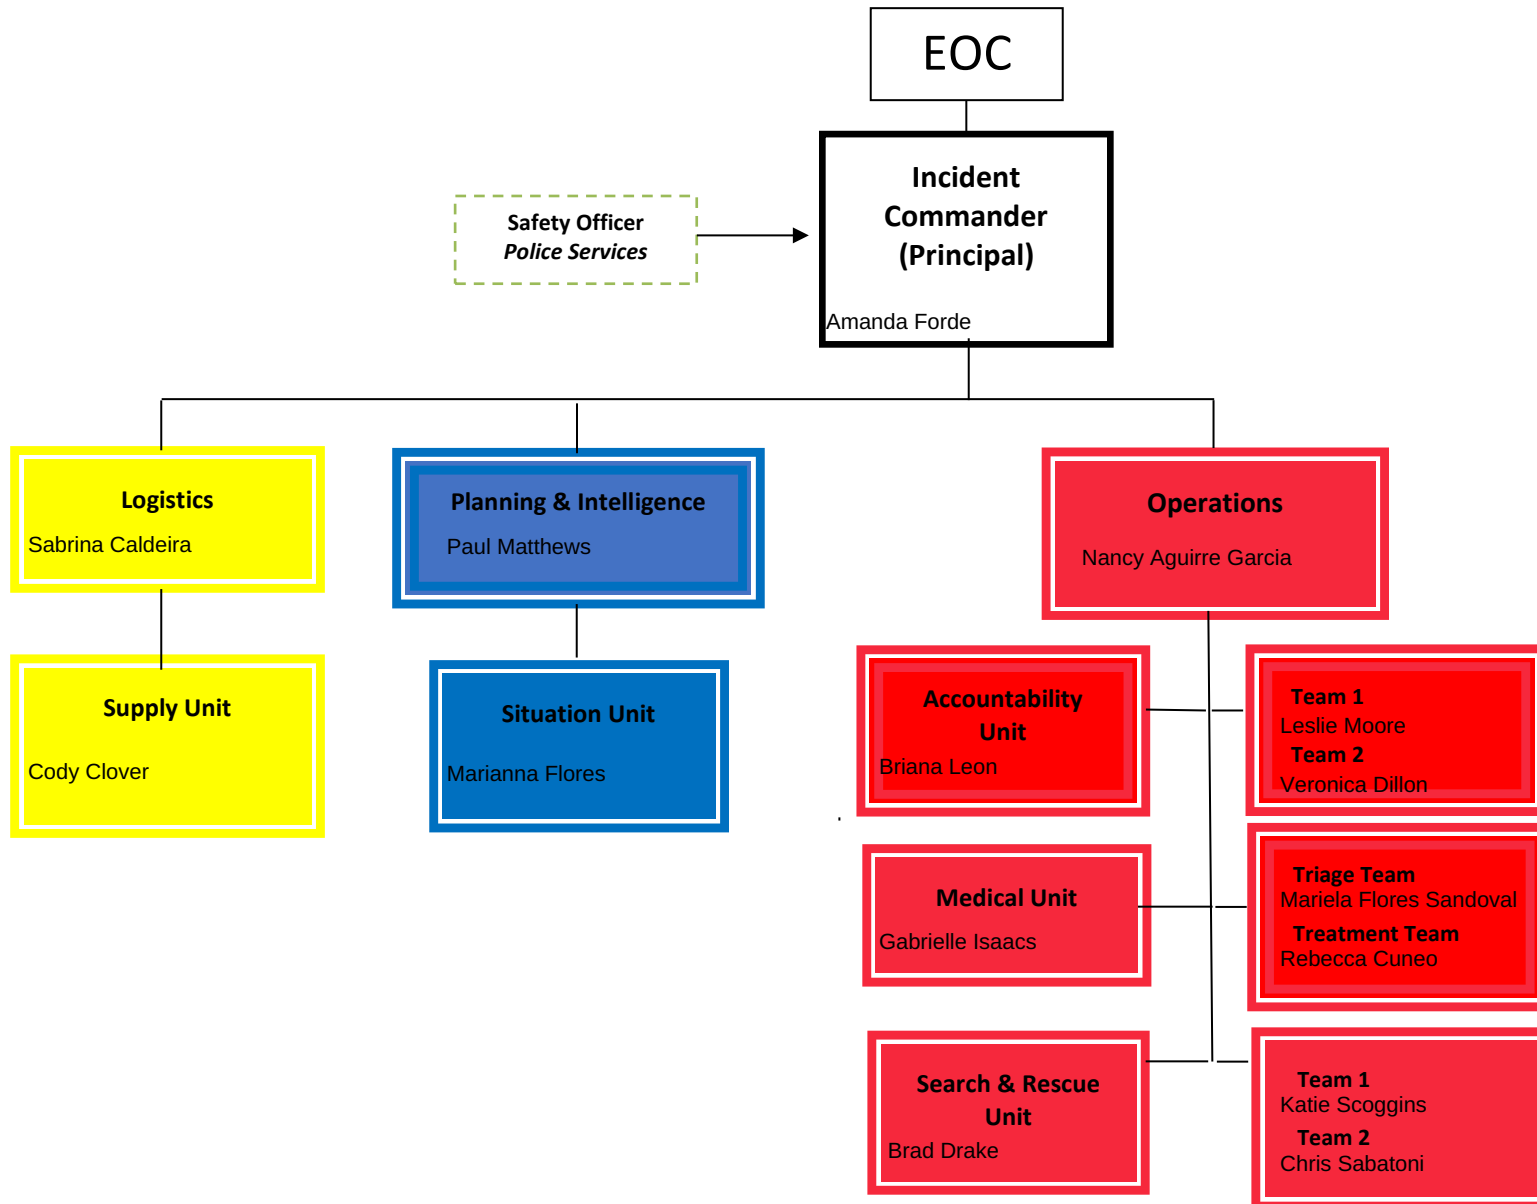 EOC
Incident
Commander
(Principal)
Amanda Forde
Safety Officer
Police Services
Logistics
Sabrina Caldeira
Planning & Intelligence
Paul Matthews
Operations
Nancy Aguirre Garcia
Supply Unit
Cody Clover
Situation Unit
Marianna Flores
Accountability
Unit
Briana Leon
Team 1
Leslie Moore
Team 2
Veronica Dillon
Medical Unit
Gabrielle Isaacs
Triage Team
Mariela Flores Sandoval
Treatment Team
Rebecca Cuneo
Search & Rescue
Unit
Brad Drake
Team 1
Katie Scoggins
Team 2
Chris Sabatoni